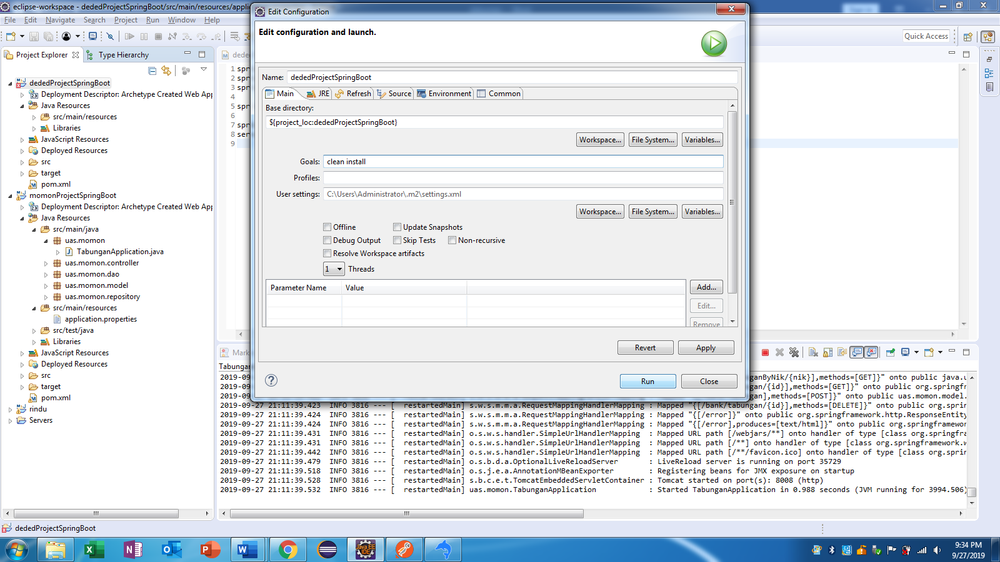 eclipse-workspace - dededProjectSpringBoot/src/main/resources/appli
File Edit Navigate Search Project Run Window Help
Quick Access
Project Explorer
Type Hierarchy
dededProjectSpringBoot
Deployment Descriptor: Archetype Created Web Ap
Java Resources
src/main/resources
Libraries
JavaScript Resources
Deployed Resources
src
target
pom.xml
momonProjectSpringBoot
Deployment Descriptor: Archetype Created Web Ap
Java Resources
src/main/java
uas.momon
TabunganApplication.java
uas.momon.controller
uas.momon.dao
uas.momon.model
uas.momon.repository
src/main/resources
application.properties
src/test/java
Libraries
JavaScript Resources
Deployed Resources
src
target
pom.xml
rindu
Servers
dede
1 spr
2 spr
3 spr
4
5 spr
6
7 spr
8 ser
9
Edit Configuration
Edit configuration and launch.
Name: dededProjectSpringBoot
Main JRE Refresh Source Environment Common
Base directory:
${project_loc:dededProjectSpringBoot}
Workspace... File System... Variables...
Goals: clean install
Profiles:
User settings: C:\Users\Administrator\.m2\settings.xml
Workspace... File System... Variables...
Offline Update Snapshots
Debug Output Skip Tests Non-recursive
Resolve Workspace artifacts
1 Threads
Parameter Name Value
Add...
Edit...
Remove
Revert Apply
Run Close
Mark
Tabungan
2019-09 nganByNik/{nik}],methods=[GET]}" onto public java.u
2019-09 gan/{id}],methods=[GET]}" onto public org.springfr
2019-09 gan],methods=[POST]}" onto public uas.momon.model.
2019-09-27 21:11:39.423 INFO 3816 --- [ restartedMain] s.w.s.m.m.a.RequestMappingHandlerMapping : Mapped "{[/bank/tabungan/{id}],methods=[DELETE]}" onto public org.sprin
2019-09-27 21:11:39.424 INFO 3816 --- [ restartedMain] s.w.s.m.m.a.RequestMappingHandlerMapping : Mapped "{[/error]}" onto public org.springframework.http.ResponseEntity
2019-09-27 21:11:39.424 INFO 3816 --- [ restartedMain] s.w.s.m.m.a.RequestMappingHandlerMapping : Mapped "{[/error],produces=[text/html]}" onto public org.springframewor
2019-09-27 21:11:39.431 INFO 3816 --- [ restartedMain] o.s.w.s.handler.SimpleUrlHandlerMapping : Mapped URL path [/webjars/**] onto handler of type [class org.springfra
2019-09-27 21:11:39.431 INFO 3816 --- [ restartedMain] o.s.w.s.handler.SimpleUrlHandlerMapping : Mapped URL path [/**] onto handler of type [class org.springframework.w
2019-09-27 21:11:39.442 INFO 3816 --- [ restartedMain] o.s.w.s.handler.SimpleUrlHandlerMapping : Mapped URL path [/**/favicon.ico] onto handler of type [class org.sprin
2019-09-27 21:11:39.479 INFO 3816 --- [ restartedMain] o.s.b.d.a.OptionalLiveReloadServer : LiveReload server is running on port 35729
2019-09-27 21:11:39.518 INFO 3816 --- [ restartedMain] o.s.j.e.a.AnnotationMBeanExporter : Registering beans for JMX exposure on startup
2019-09-27 21:11:39.528 INFO 3816 --- [ restartedMain] s.b.c.e.t.TomcatEmbeddedServletContainer : Tomcat started on port(s): 8008 (http)
2019-09-27 21:11:39.532 INFO 3816 --- [ restartedMain] uas.momon.TabunganApplication : Started TabunganApplication in 0.988 seconds (JVM running for 3994.506)
dededProjectSpringBoot
Java EE
IDE
9:34 PM
9/27/2019